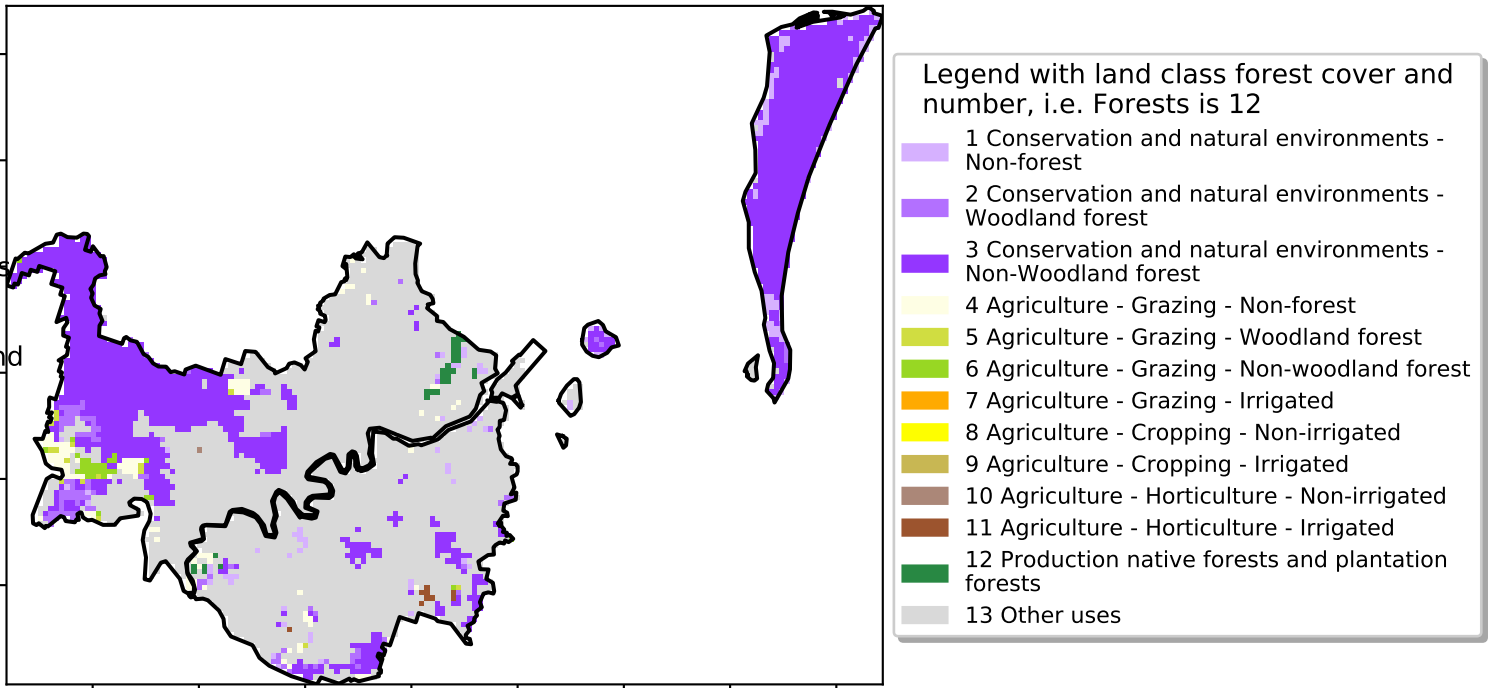 s
nd
Legend with land class forest cover and
number, i.e. Forests is 12
1 Conservation and natural environments -
Non-forest
2 Conservation and natural environments -
Woodland forest
3 Conservation and natural environments -
Non-Woodland forest
4 Agriculture - Grazing - Non-forest
5 Agriculture - Grazing - Woodland forest
6 Agriculture - Grazing - Non-woodland forest
7 Agriculture - Grazing - Irrigated
8 Agriculture - Cropping - Non-irrigated
9 Agriculture - Cropping - Irrigated
10 Agriculture - Horticulture - Non-irrigated
11 Agriculture - Horticulture - Irrigated
12 Production native forests and plantation
forests
13 Other uses